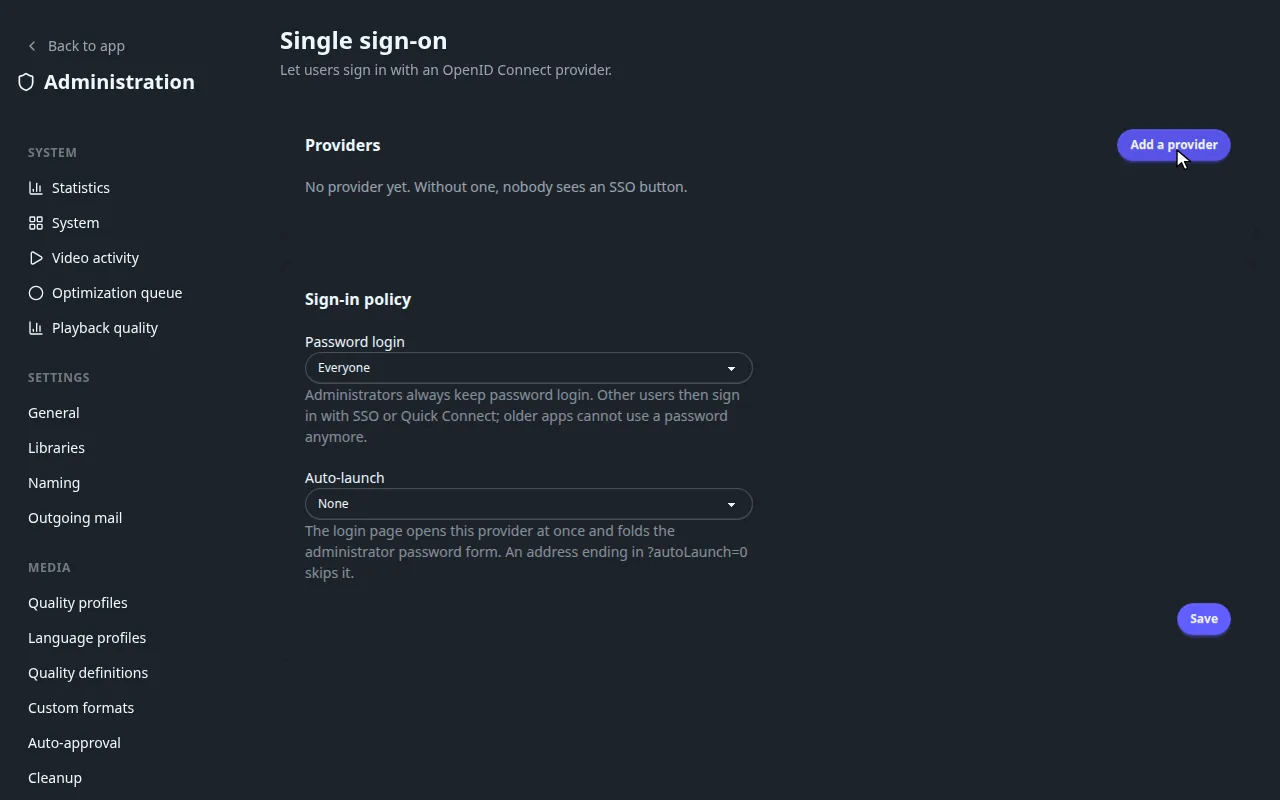 Back to app
Administration
SYSTEM
Statistics
System
Video activity
Optimization queue
Playback quality
SETTINGS
General
Libraries
Naming
Outgoing mail
MEDIA
Quality profiles
Language profiles
Quality definitions
Custom formats
Auto-approval
Cleanup
Single sign-on
Let users sign in with an OpenID Connect provider.
Providers
Add a provider
No provider yet. Without one, nobody sees an SSO button.
Sign-in policy
Password login
Everyone
Administrators always keep password login. Other users then sign
in with SSO or Quick Connect; older apps cannot use a password
anymore.
Auto-launch
None
The login page opens this provider at once and folds the
administrator password form. An address ending in ?autoLaunch=0
skips it.
Save